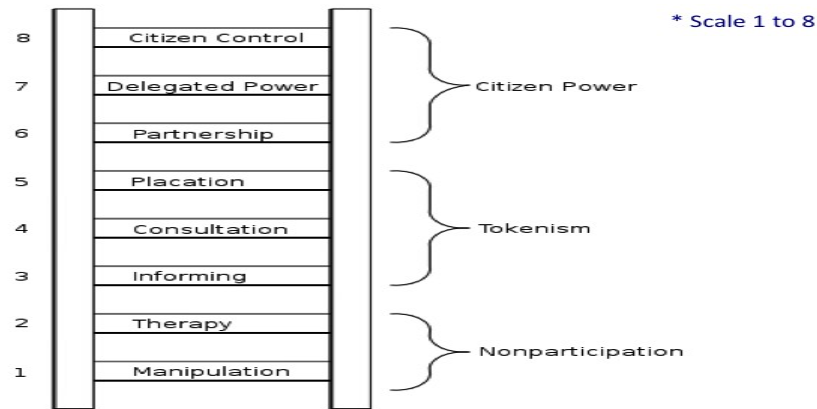 * Scale 1 to 8
8 Citizen Control
7 Delegated Power
Citizen Power
6 Partnership
5 Placation
4 Consultation
Tokenism
3 Informing
2 Therapy
Nonparticipation
1 Manipulation